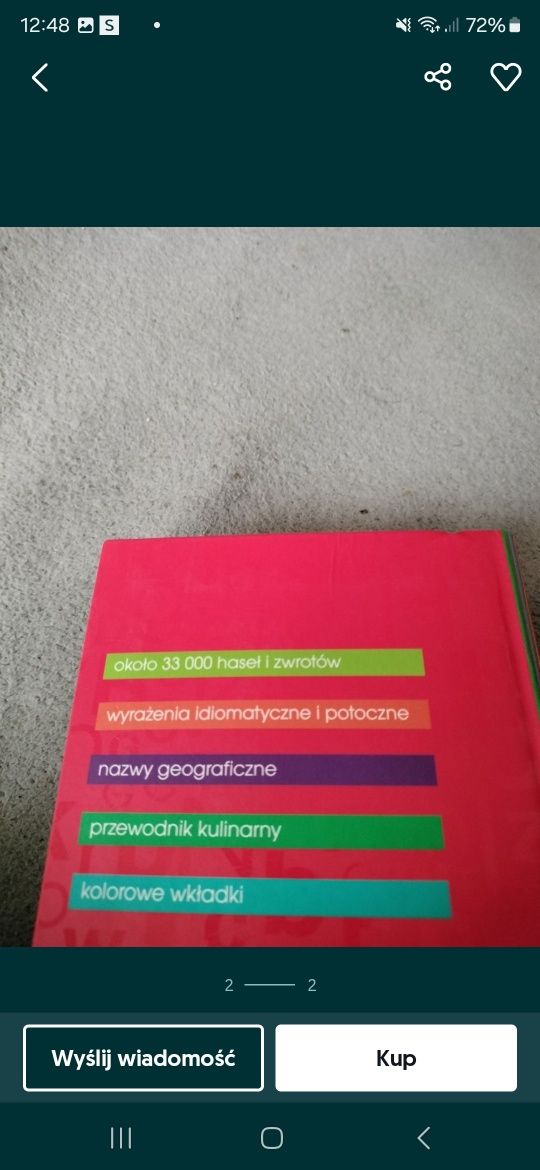 12:48
S
72%
około 33 000 haseł i zwrotów
wyrażenia idiomatyczne i potoczne
nazwy geograficzne
przewodnik kulinarny
kolorowe wkładki
2
2
Wyślij wiadomość
Kup